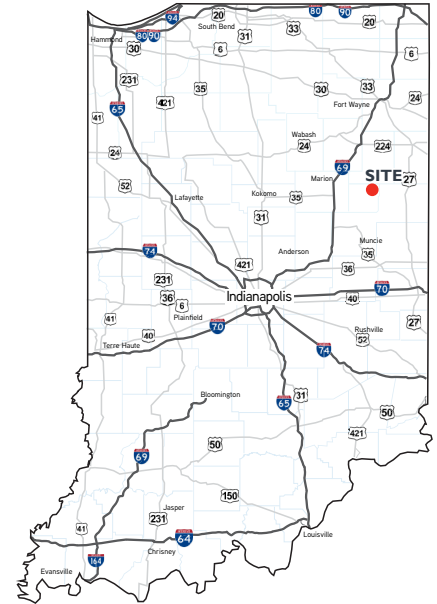 94
20
80
90
20
South Bend
33
31
Hammond
80 90
30
6
6
231
35
30
33
421
Fort Wayne
24
65
41
Wabash
24
224
24
69
SITE
27
Marion
52
Kokomo
35
Lafayette
31
Muncie
35
74
Anderson
421
36
231
70
36
6
Indianapolis
40
Plainfield
41
70
27
40
Rushville
52
74
Terre Haute
Bloomington
65
31
50
421
50
69
150
Jasper
231
41
64
Louisville
Chrisney
164
Evansville